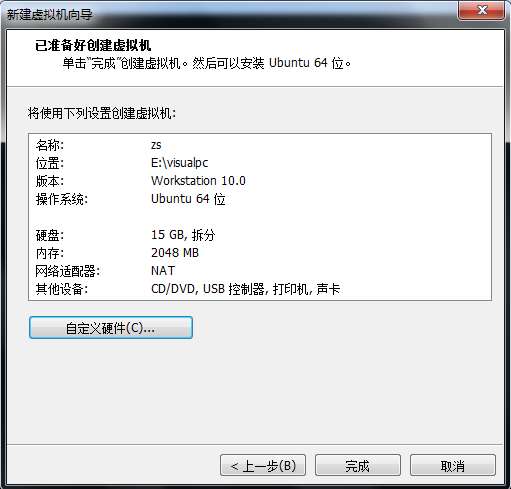 新建虚拟机向导
已准备好创建虚拟机
单击“完成”创建虚拟机。然后可以安装 Ubuntu 64 位。
将使用下列设置创建虚拟机:
名称: zs
位置: E:\visualpc
版本: Workstation 10.0
操作系统: Ubuntu 64 位
硬盘: 15 GB, 拆分
内存: 2048 MB
网络适配器: NAT
其他设备: CD/DVD, USB 控制器, 打印机, 声卡
自定义硬件(C)...
< 上一步(B) 完成 取消